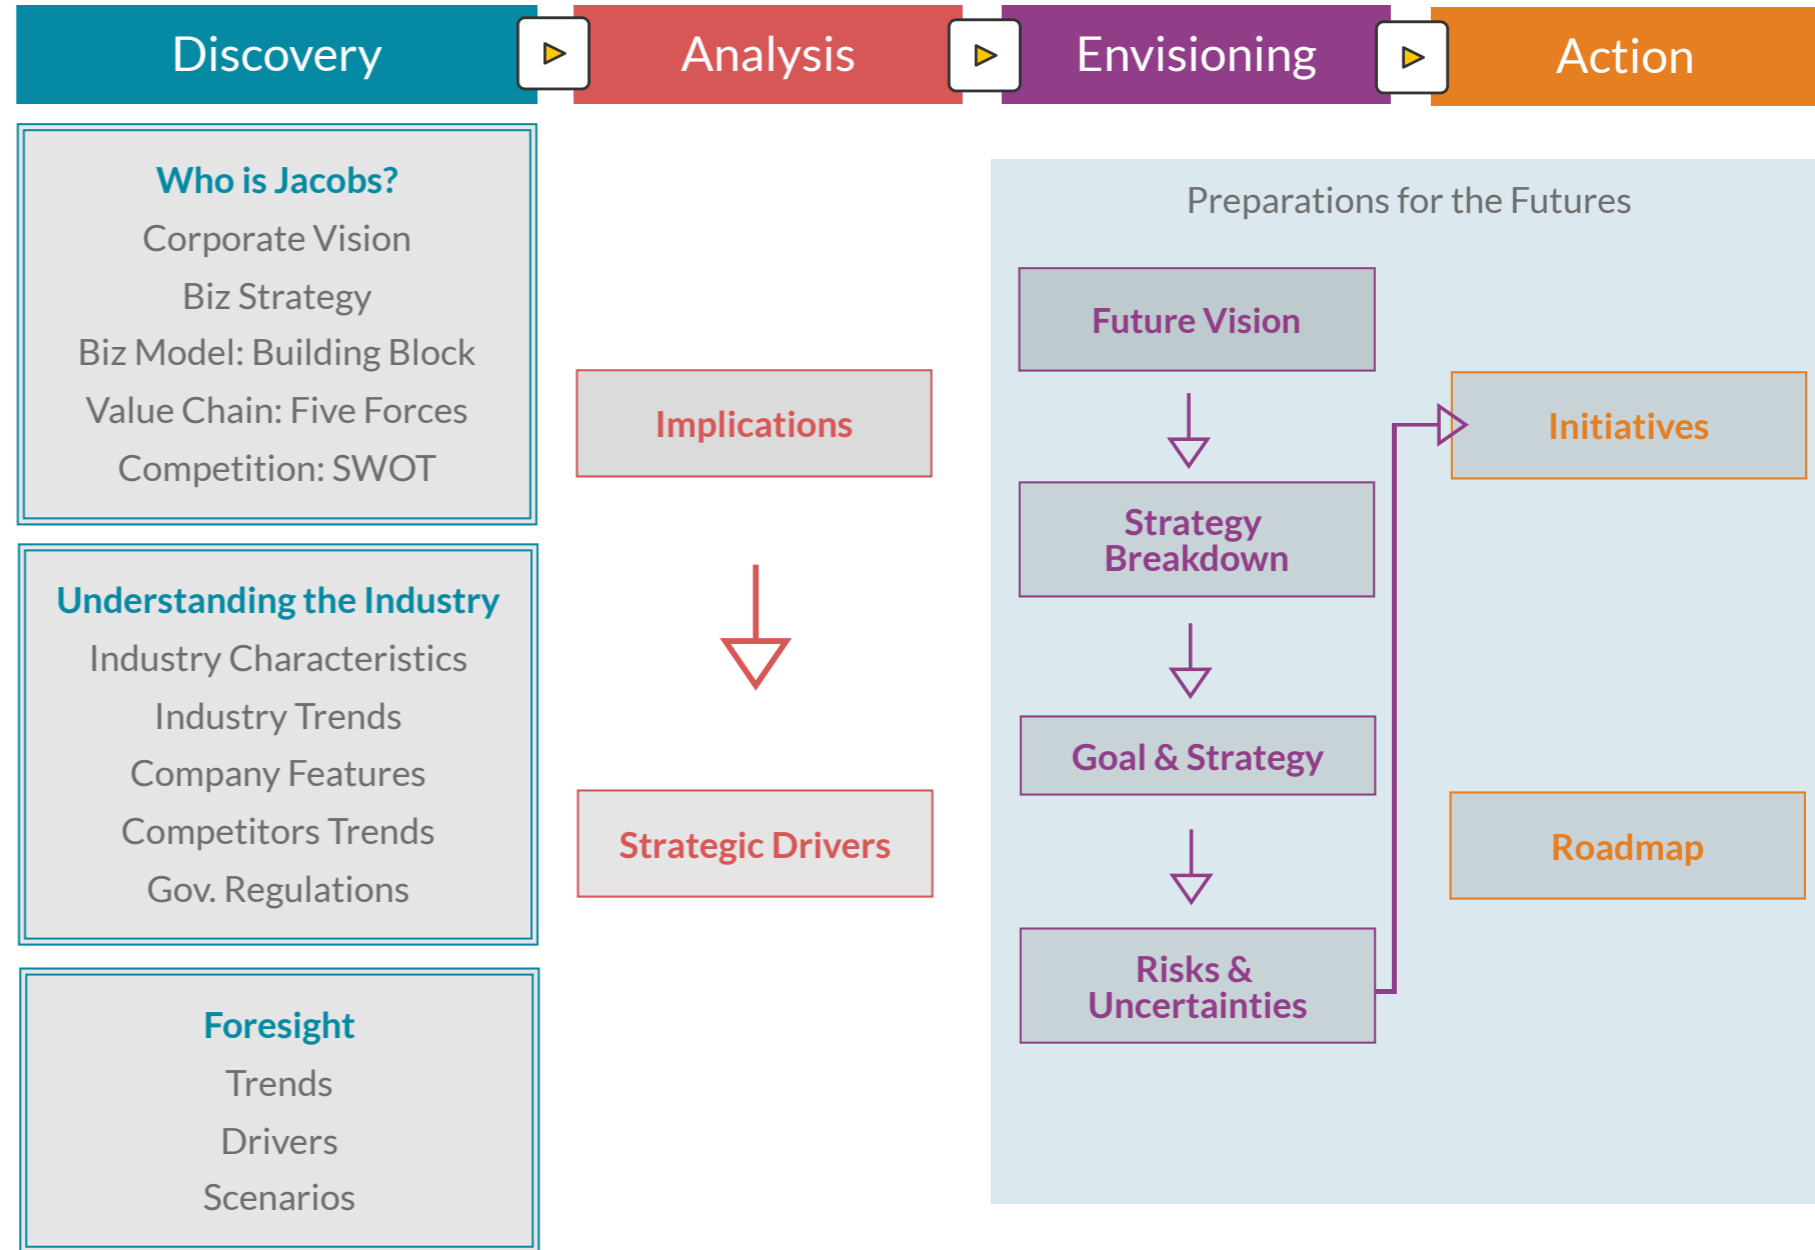 Discovery
Analysis
Envisioning
Action
Who is Jacobs?
Corporate Vision
Biz Strategy
Biz Model: Building Block
Value Chain: Five Forces
Competition: SWOT
Understanding the Industry
Industry Characteristics
Industry Trends
Company Features
Competitors Trends
Gov. Regulations
Foresight
Trends
Drivers
Scenarios
Implications
Strategic Drivers
Preparations for the Futures
Future Vision
Strategy
Breakdown
Goal & Strategy
Risks &
Uncertainties
Initiatives
Roadmap